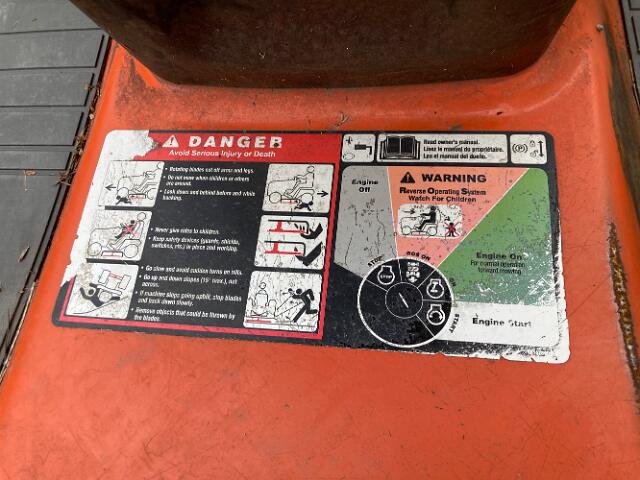 DANGER
Avoid Serious Injury or Death
• Rotating blades cut off arms and legs.
• Do not mow when children or others
are around.
• Look down and behind before and while
backing.
• Never give rides to children.
• Keep safety devices (guards, shields,
switches, etc.) in place and working.
• Go slow and avoid sudden turns on hills.
• Go up and down slopes (15° max.), not
across.
• If machine stops going uphill, stop blades
and back down slowly.
• Remove objects that could be thrown by
the blades.
Read owner's manual.
Lisez le manuel du propriétaire.
Lea el manual del dueño.
(P)
Engine
Off
WARNING
Reverse Operating System
Watch For Children
Engine On
For normal operation
forward mowing.
STOP
ROS ON
STOP
START
Engine Start